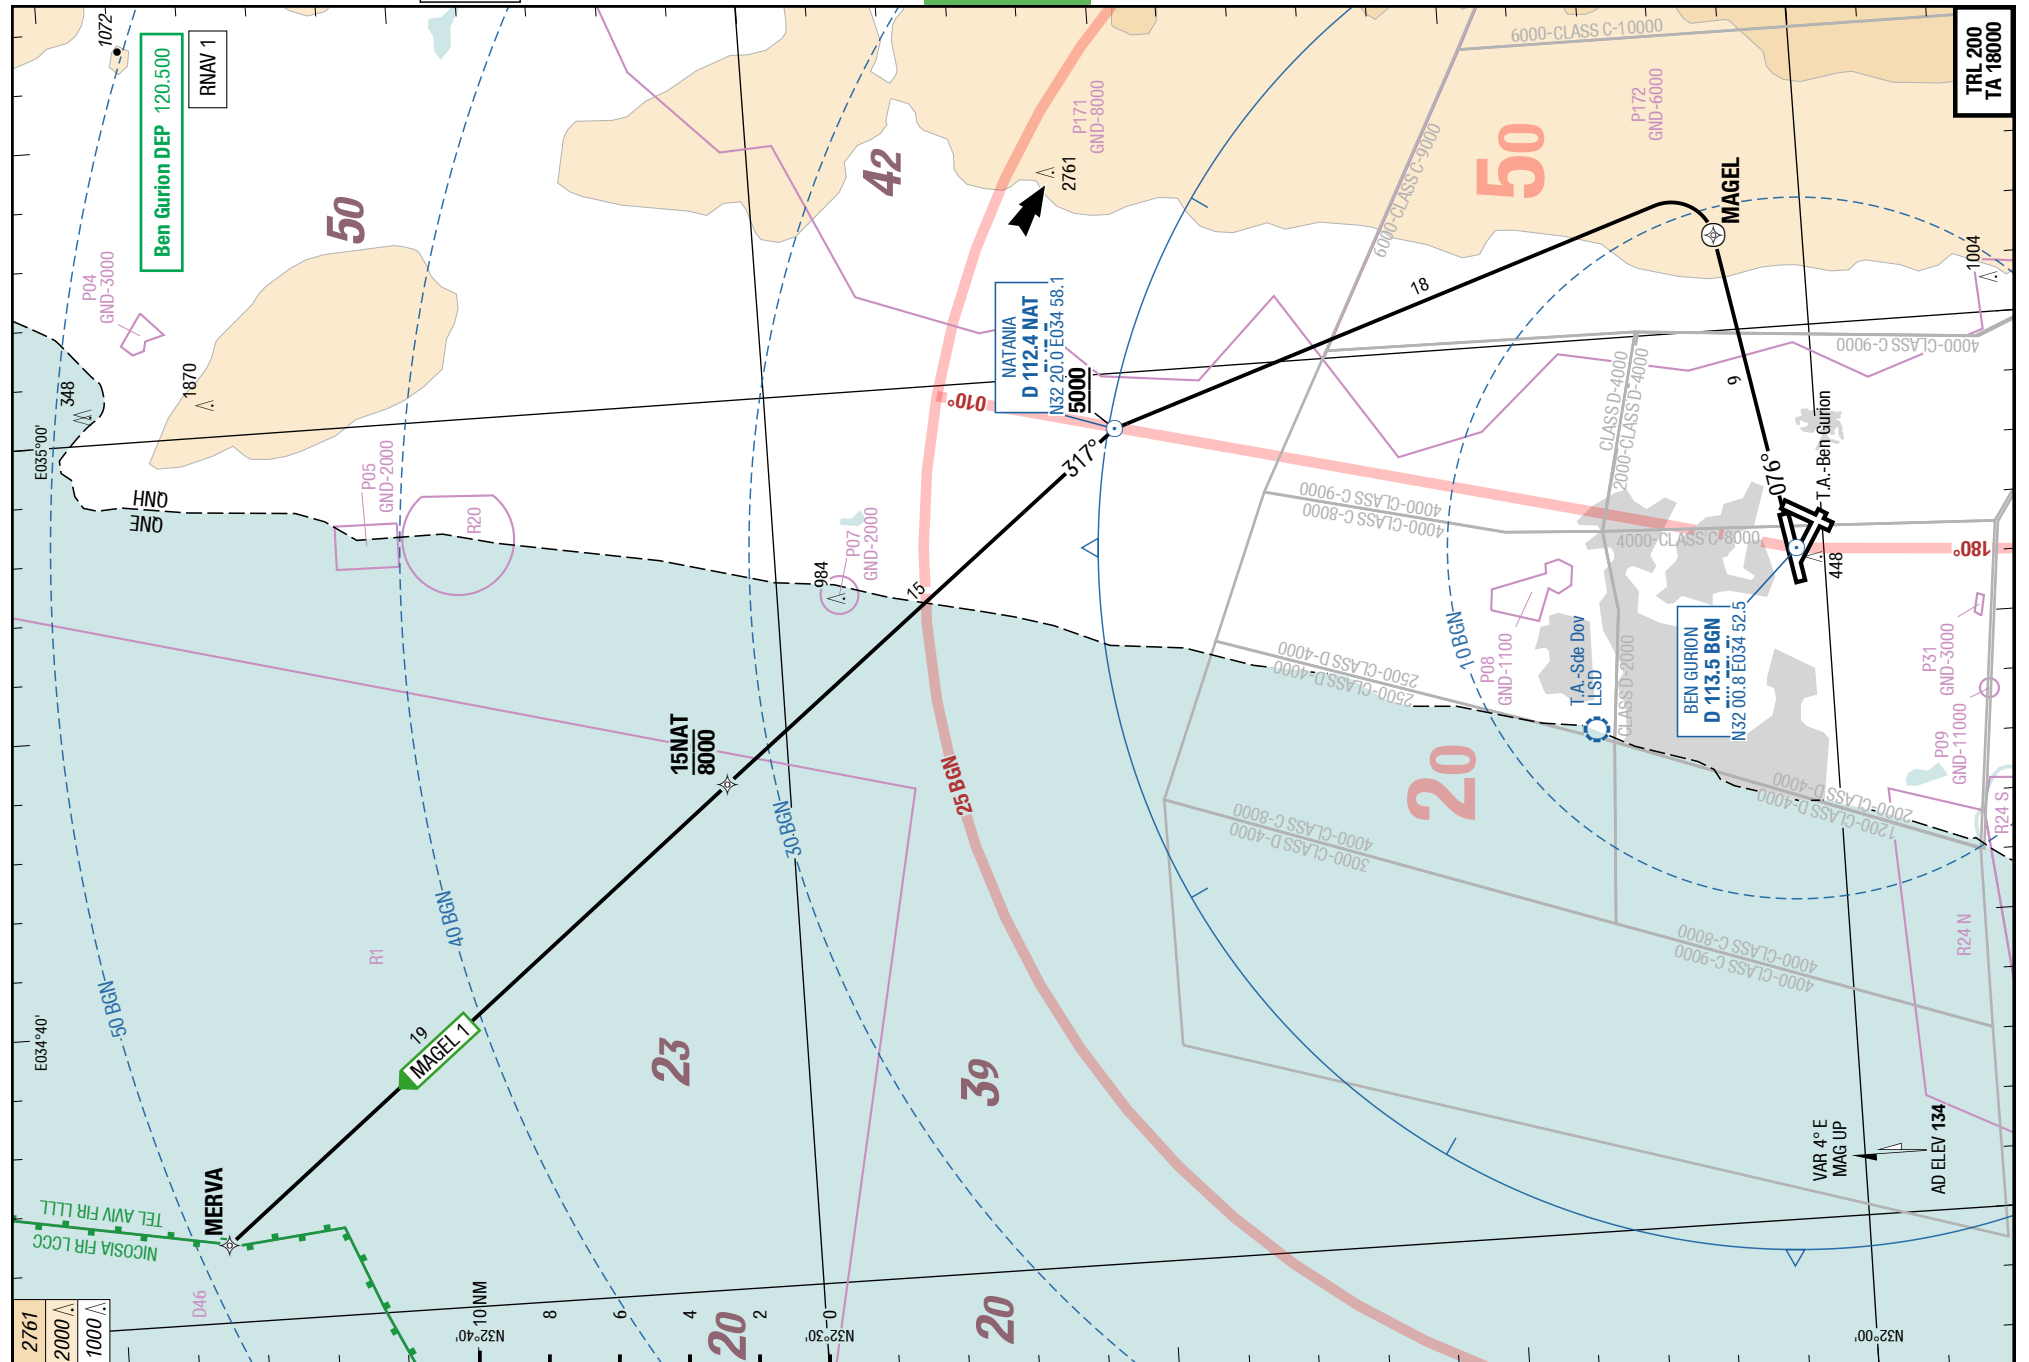 1072
Ben Gurion DEP 120.500
RNAV 1
TRL 200
TA 18000
6000-CLASS C-10000
P171
GND-8000
P172
GND-6000
2761
42
50
50
6000-CLASS C-9000
MAGEL
1004
P04
GND-3000
348
1870
E035°00'
QNH
QNE
P05
GND-2000
R20
NATANIA
D 112.4 NAT
N32 20.0 E034 58.1
5000
010°
317°
18
9
076°
4000-CLASS C-9000
CLASS D-4000
2000-CLASS D-4000
T.A.-Ben Gurion
4000-CLASS C-9000
4000-CLASS C-8000
4000-CLASS C-8000
180°
448
984
P07
GND-2000
15
10 BGN
P08
GND-1100
T.A.-Sde Dov
LLSD
CLASS D-2000
BEN GURION
D 113.5 BGN
N32 00.8 E034 52.5
P31
GND-3000
P09
GND-11000
2500-CLASS D-4000
2500-CLASS D-4000
15NAT
8000
25 BGN
30 BGN
40 BGN
50 BGN
20
4000-CLASS C-8000
3000-CLASS D-4000
2000-CLASS D-4000
1200-CLASS D-4000
R24 S
R24 N
4000-CLASS C-8000
4000-CLASS C-9000
R1
E034°40'
19
MAGEL 1
23
39
VAR 4° E
MAG UP
AD ELEV 134
MERVA
TEL AVIV FIR LLLL
NICOSIA FIR LCCC
D46
2761
2000
1000
10 NM
8
6
4
2
0
N32°40'
N32°30'
N32°00'
20
20